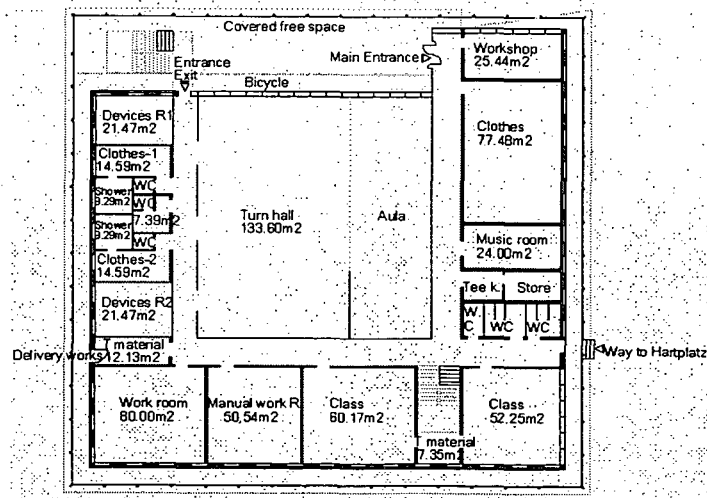 Covered free space
Main Entrance
Workshop
25.44m2
Entrance
Exit
Bicycle
Devices R1
21.47m2
Clothes
77.48m2
Clothes-1
14.59m2
Shower
9.29m2
WC
WC
7.39m2
Shower
9.29m2
WC
Turn hall
133.60m2
Aula
Music room
24.00m2
Clothes-2
14.59m2
Tee k.
Store
Devices R2
21.47m2
W.
C
WC
WC
T material
12.13m2
Delivery works
Way to Hartplatz
Work room
80.00m2
Manual work R
50,54m2
Class
60.17m2
Class
52.25m2
T material
7.35m2